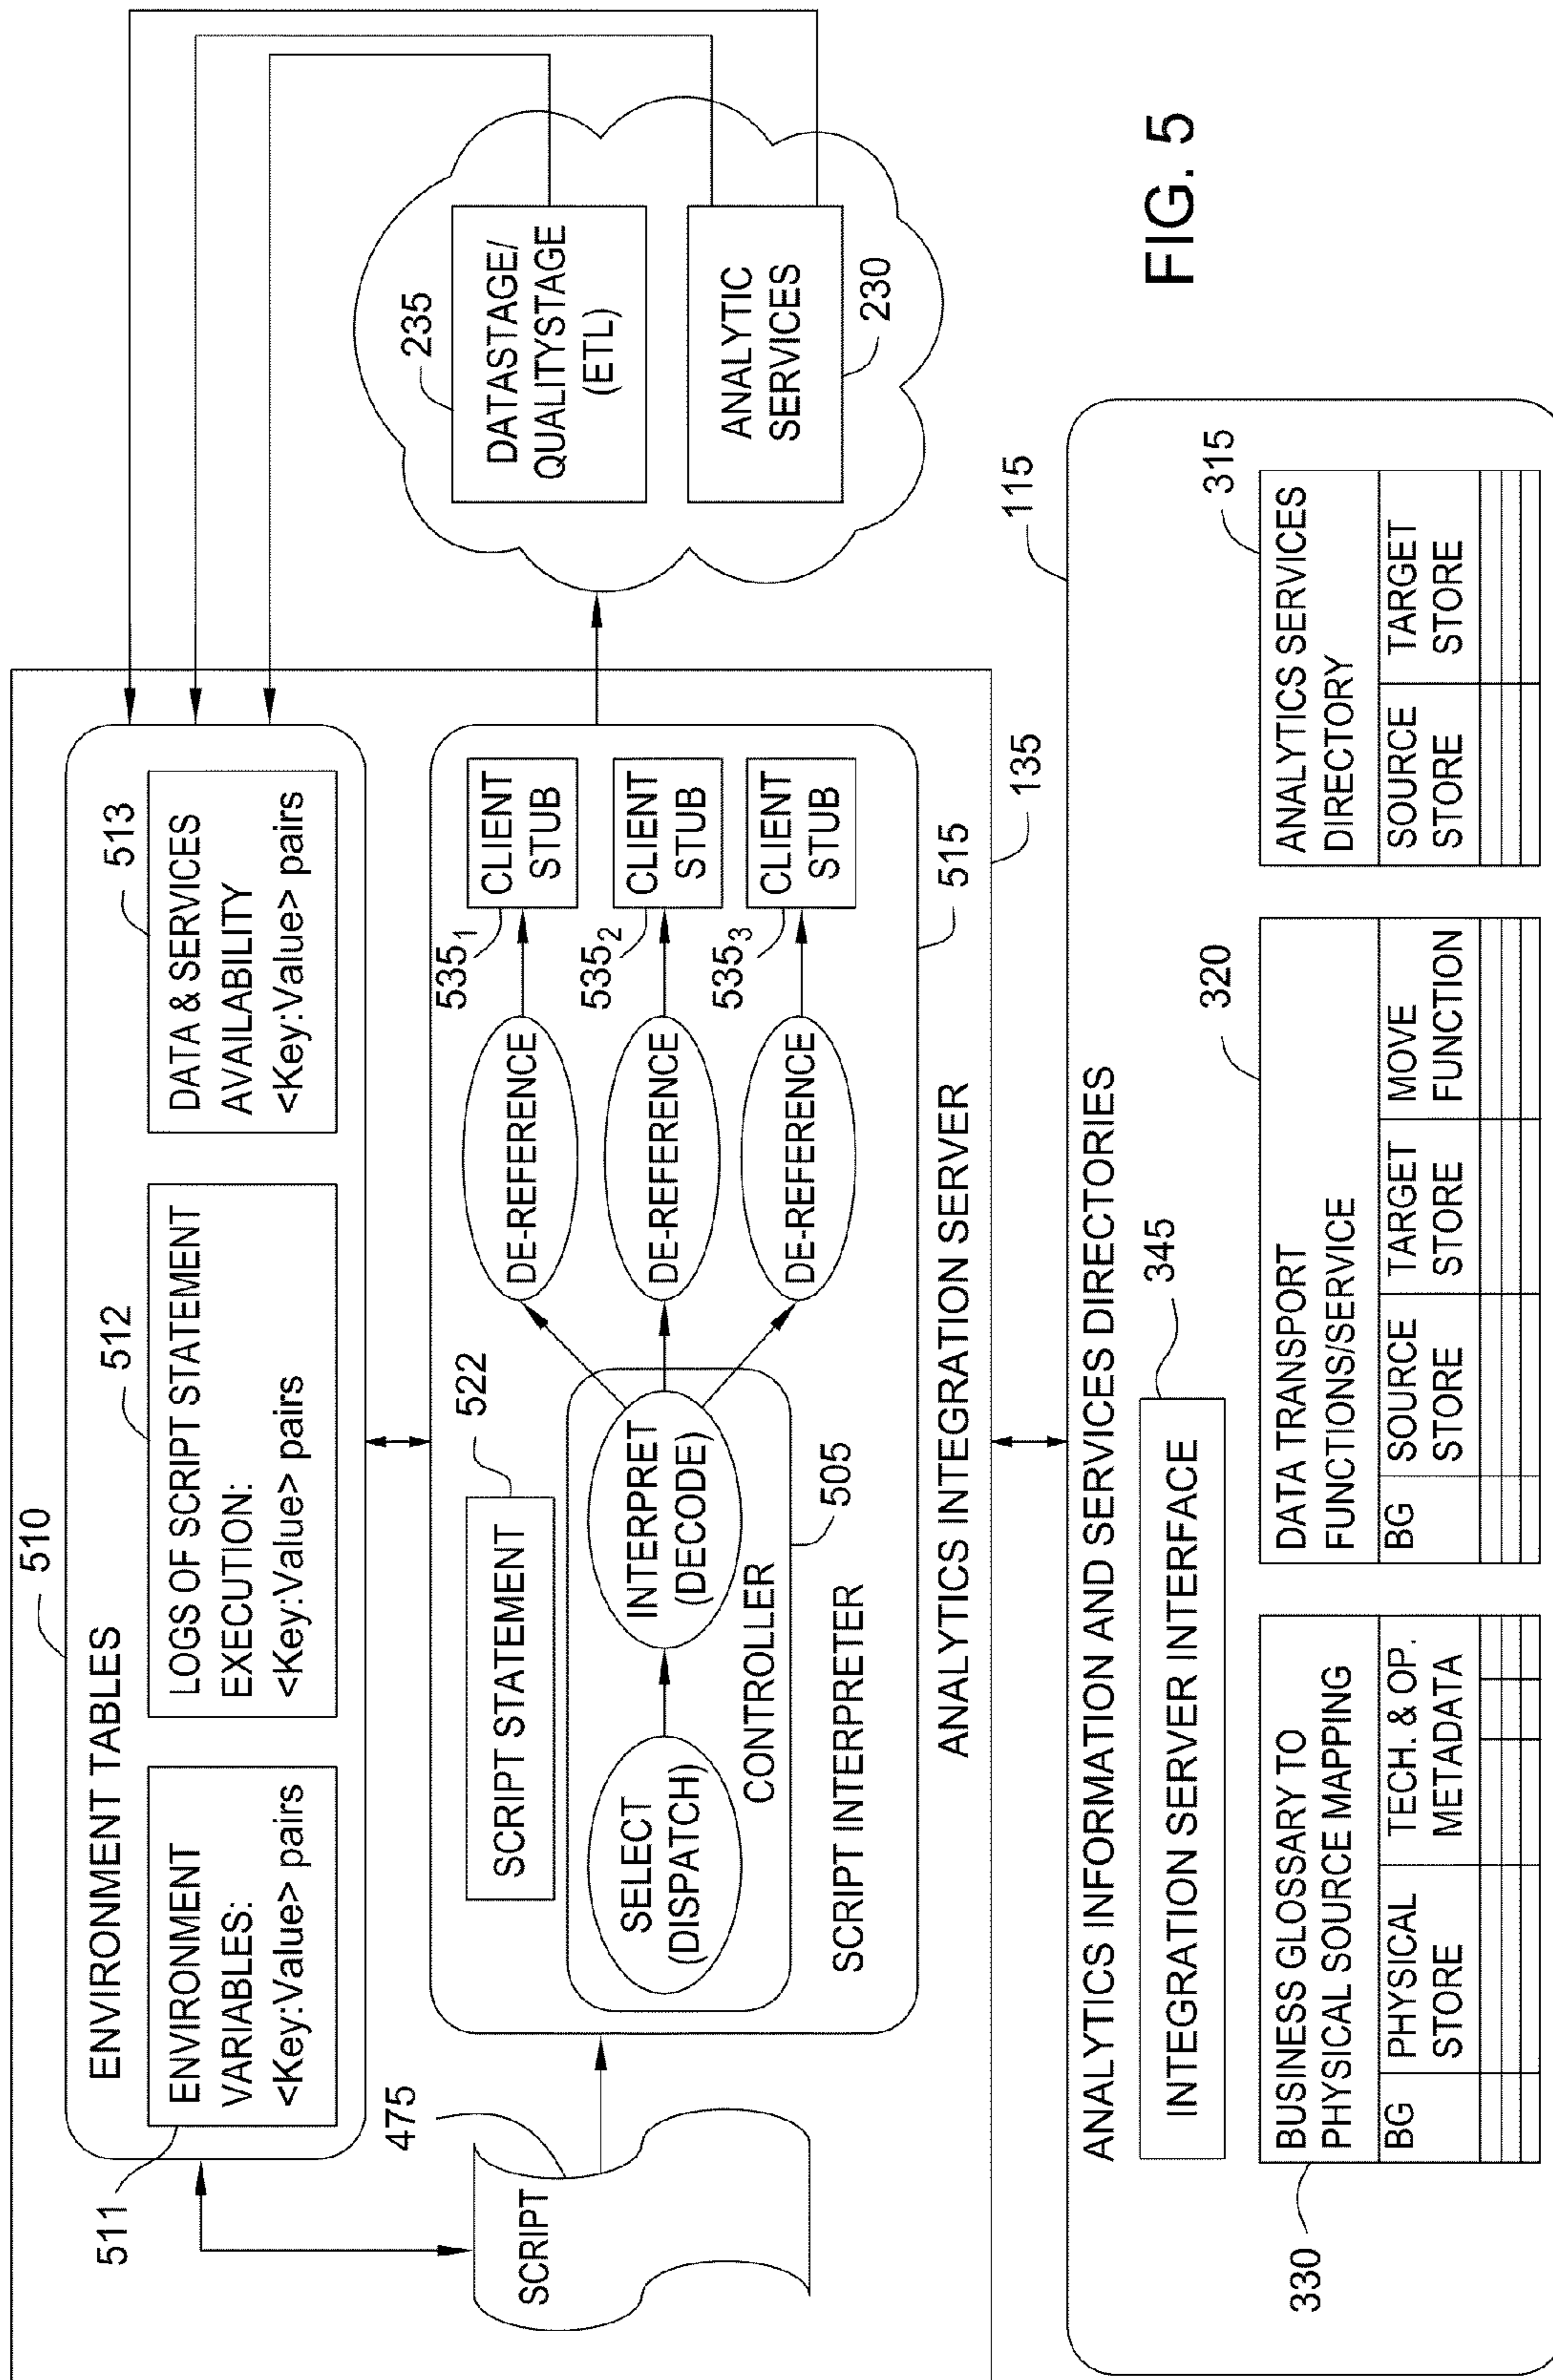 510
ENVIRONMENT TABLES
511
ENVIRONMENT
VARIABLES:
<Key:Value> pairs
512
LOGS OF SCRIPT STATEMENT
EXECUTION:
<Key:Value> pairs
513
DATA & SERVICES
AVAILABILITY
<Key:Value> pairs
SCRIPT
475
SCRIPT STATEMENT
522
SELECT
(DISPATCH)
INTERPRET
(DECODE)
CONTROLLER
505
SCRIPT INTERPRETER
DE-REFERENCE
DE-REFERENCE
DE-REFERENCE
535₁
CLIENT
STUB
535₂
CLIENT
STUB
535₃
CLIENT
STUB
515
ANALYTICS INTEGRATION SERVER
135
235
DATASTAGE/
QUALITYSTAGE
(ETL)
ANALYTIC
SERVICES
230
ANALYTICS INFORMATION AND SERVICES DIRECTORIES
115
INTEGRATION SERVER INTERFACE
345
330
BUSINESS GLOSSARY TO
PHYSICAL SOURCE MAPPING
BG
PHYSICAL
STORE
TECH. & OP.
METADATA
320
DATA TRANSPORT
FUNCTIONS/SERVICE
BG
SOURCE
STORE
TARGET
STORE
MOVE
FUNCTION
315
ANALYTICS SERVICES
DIRECTORY
SOURCE
STORE
TARGET
STORE
FIG. 5